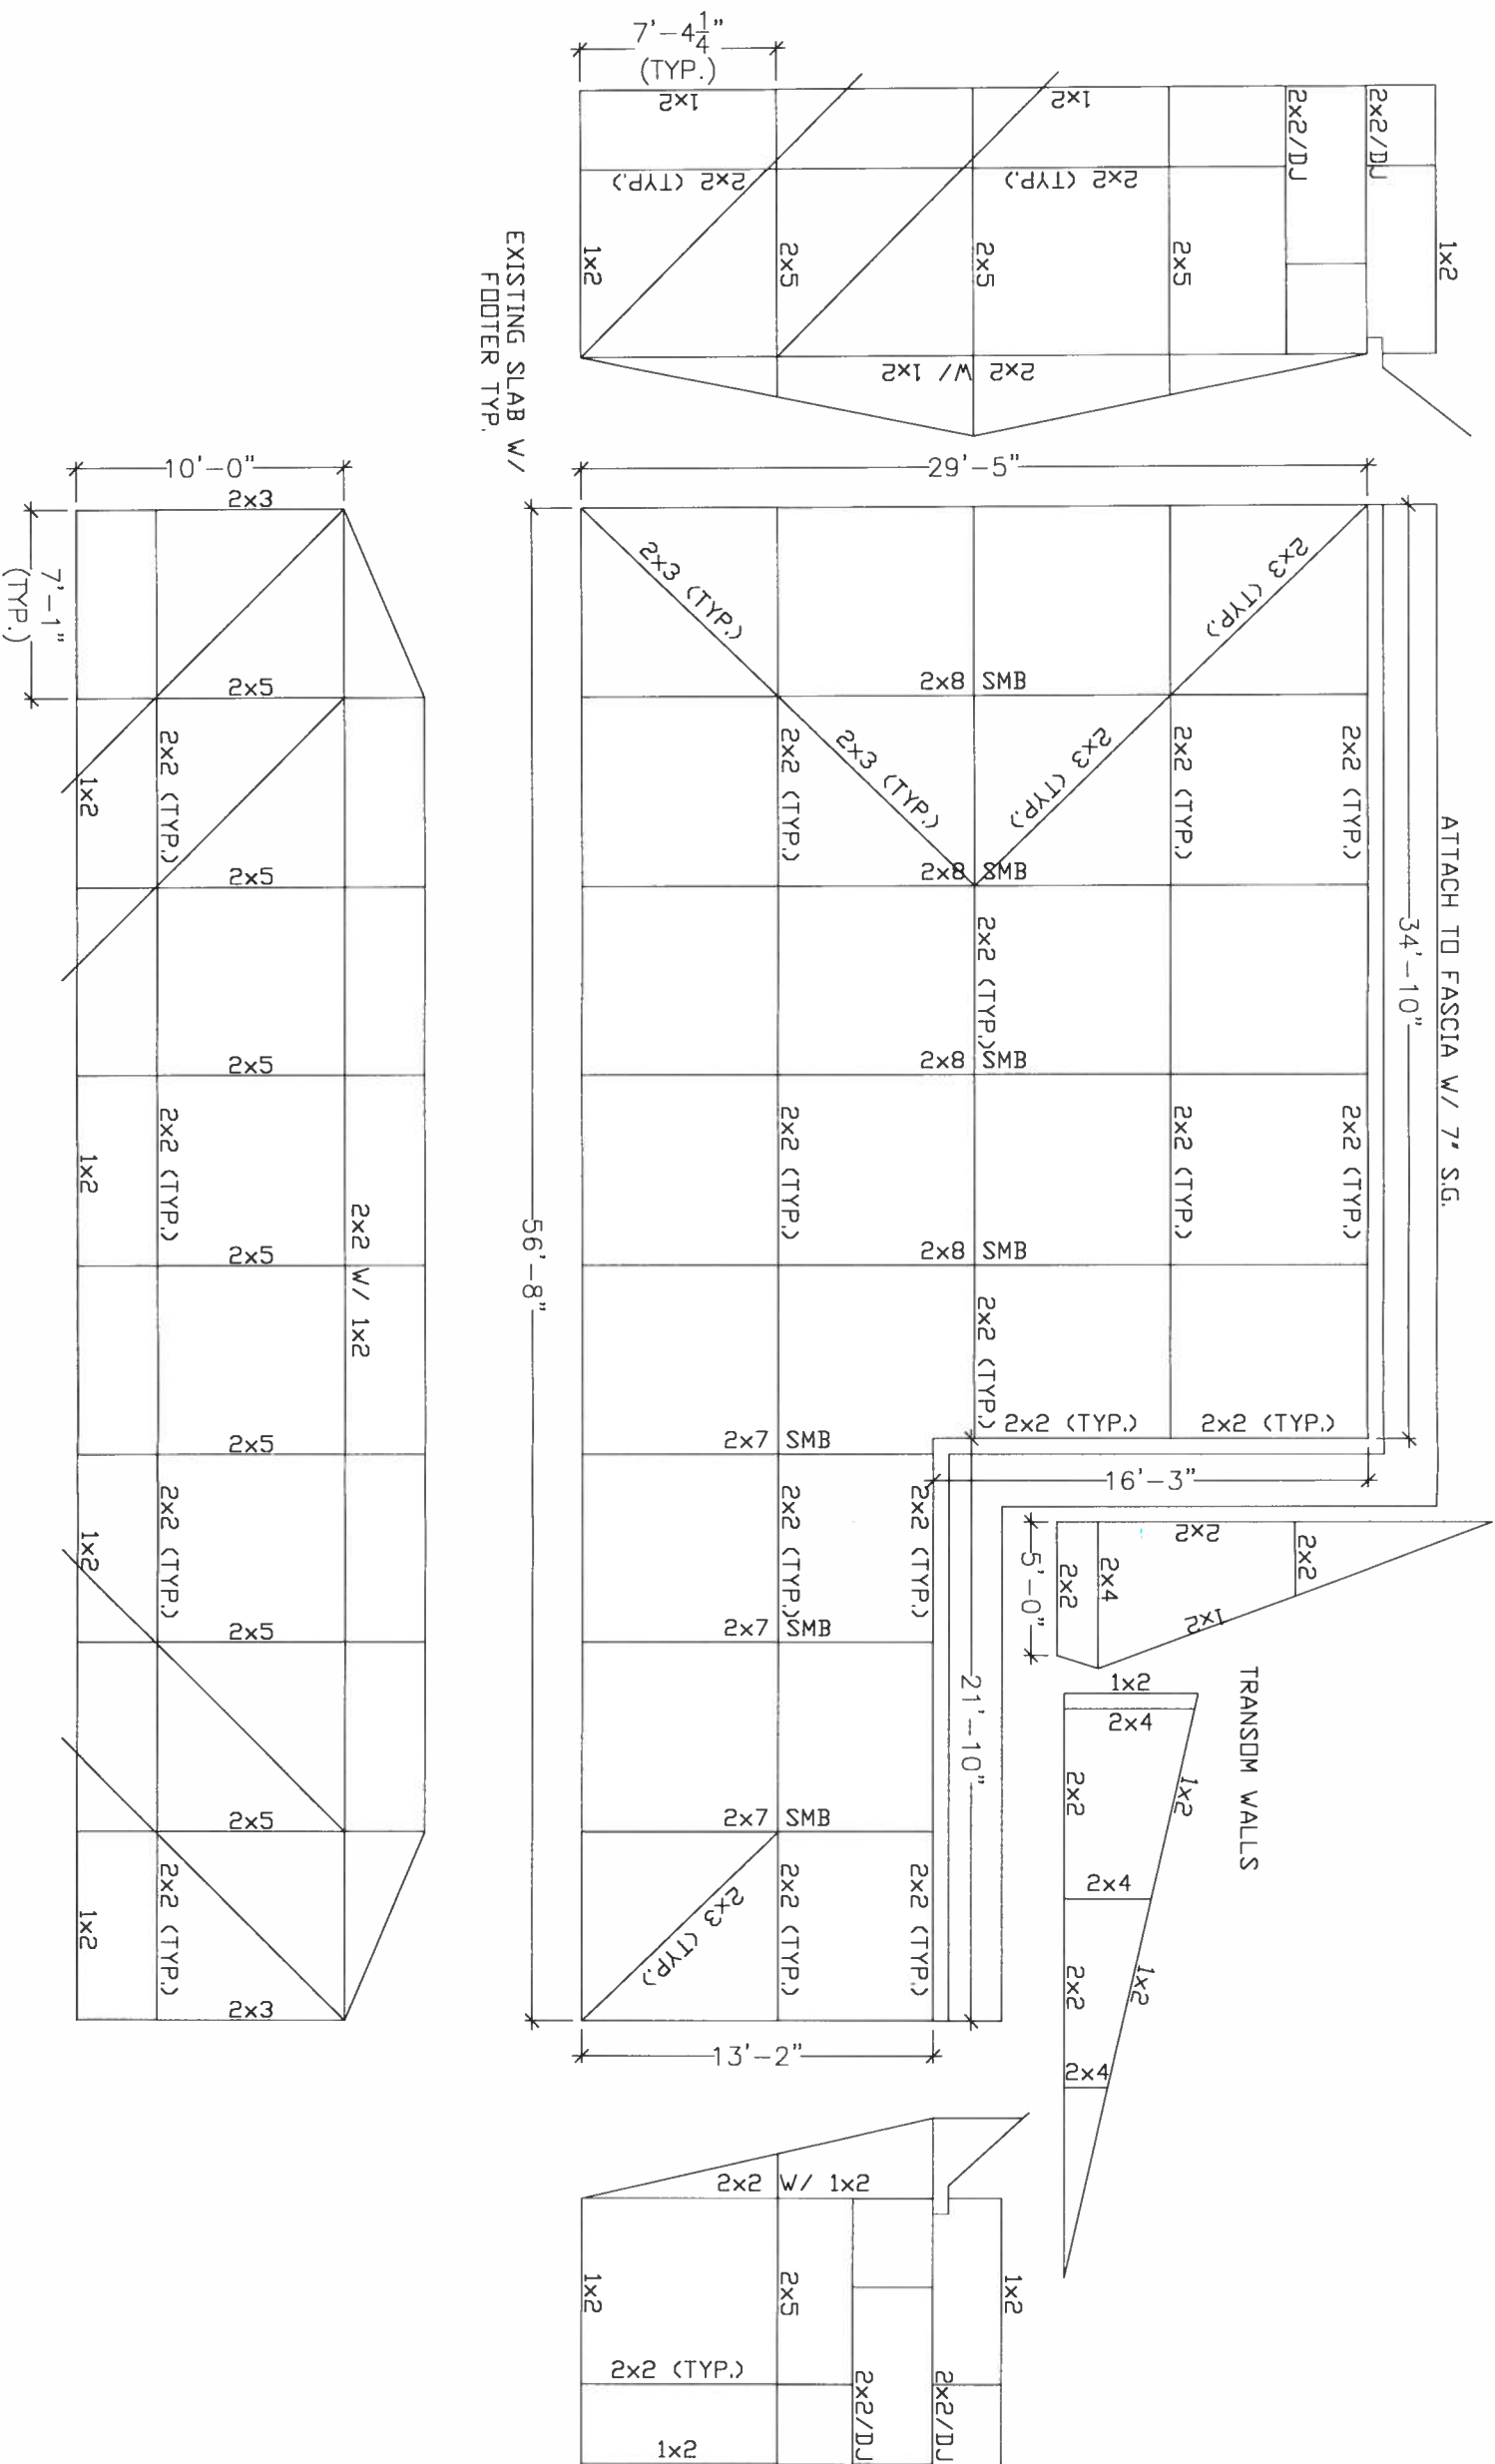 7'-4 1/4"
(TYP.)
1x2
1x2
2x2/DJ
2x2/DJ
1x2
2x2 (TYP.)
2x2 (TYP.)
1x2
2x5
2x5
2x5
2x2 W/ 1x2
EXISTING SLAB W/
FOOTER TYP.
ATTACH TO FASCIA W/ 7" S.G.
34'-10"
29'-5"
2x3 (TYP.)
2x3 (TYP.)
2x3 (TYP.)
2x3 (TYP.)
2x8 SMB
2x2 (TYP.)
2x2 (TYP.)
2x2 (TYP.)
2x8 SMB
2x2 (TYP.)
2x8 SMB
2x2 (TYP.)
2x2 (TYP.)
2x2 (TYP.)
2x8 SMB
2x2 (TYP.)
2x2 (TYP.)
2x2 (TYP.)
16'-3"
2x7 SMB
2x2 (TYP.)
2x2 (TYP.)
2x7 SMB
21'-10"
2x7 SMB
2x3 (TYP.)
2x2 (TYP.)
2x2 (TYP.)
13'-2"
56'-8"
10'-0"
7'-1"
(TYP.)
2x3
2x5
2x2 (TYP.)
1x2
2x5
2x5
2x2 (TYP.)
1x2
2x5
2x2 W/ 1x2
2x5
2x2 (TYP.)
1x2
2x5
2x5
2x2 (TYP.)
1x2
2x3
5'-0"
2x2
2x4
2x2
2x2
1x2
TRANSOM WALLS
1x2
2x4
2x2
1x2
2x4
2x2
1x2
2x4
2x2 W/ 1x2
1x2
2x5
1x2
2x2 (TYP.)
2x2/DJ
2x2/DJ
1x2